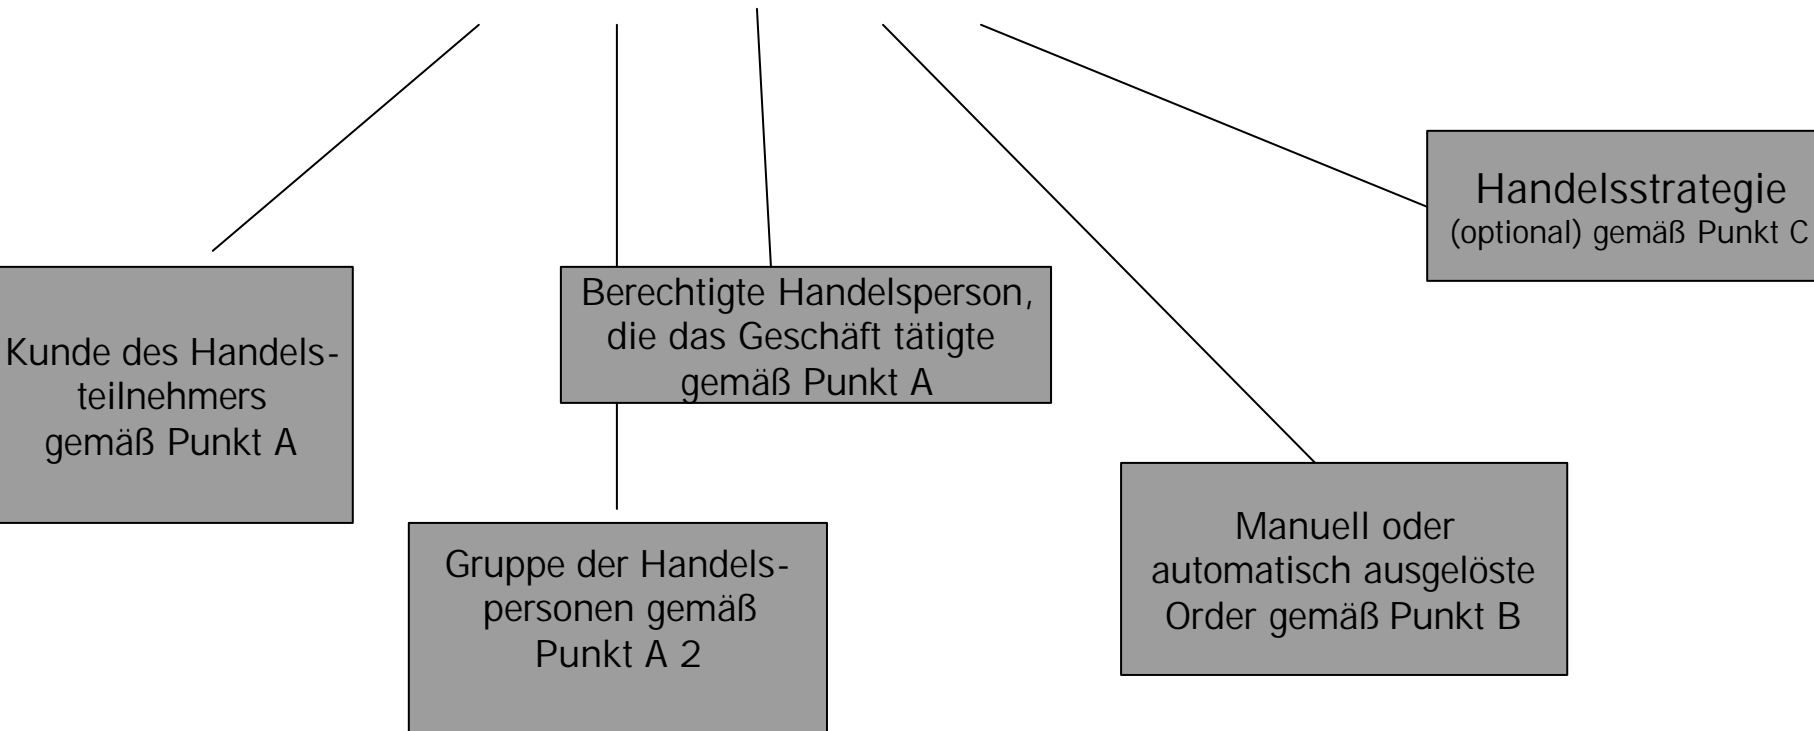 Handelsstrategie
(optional) gemäß Punkt C
Berechtigte Handelsperson,
die das Geschäft tätigte
gemäß Punkt A
Kunde des Handels-
teilnehmers
gemäß Punkt A
Manuell oder
automatisch ausgelöste
Order gemäß Punkt B
Gruppe der Handels-
personen gemäß
Punkt A 2